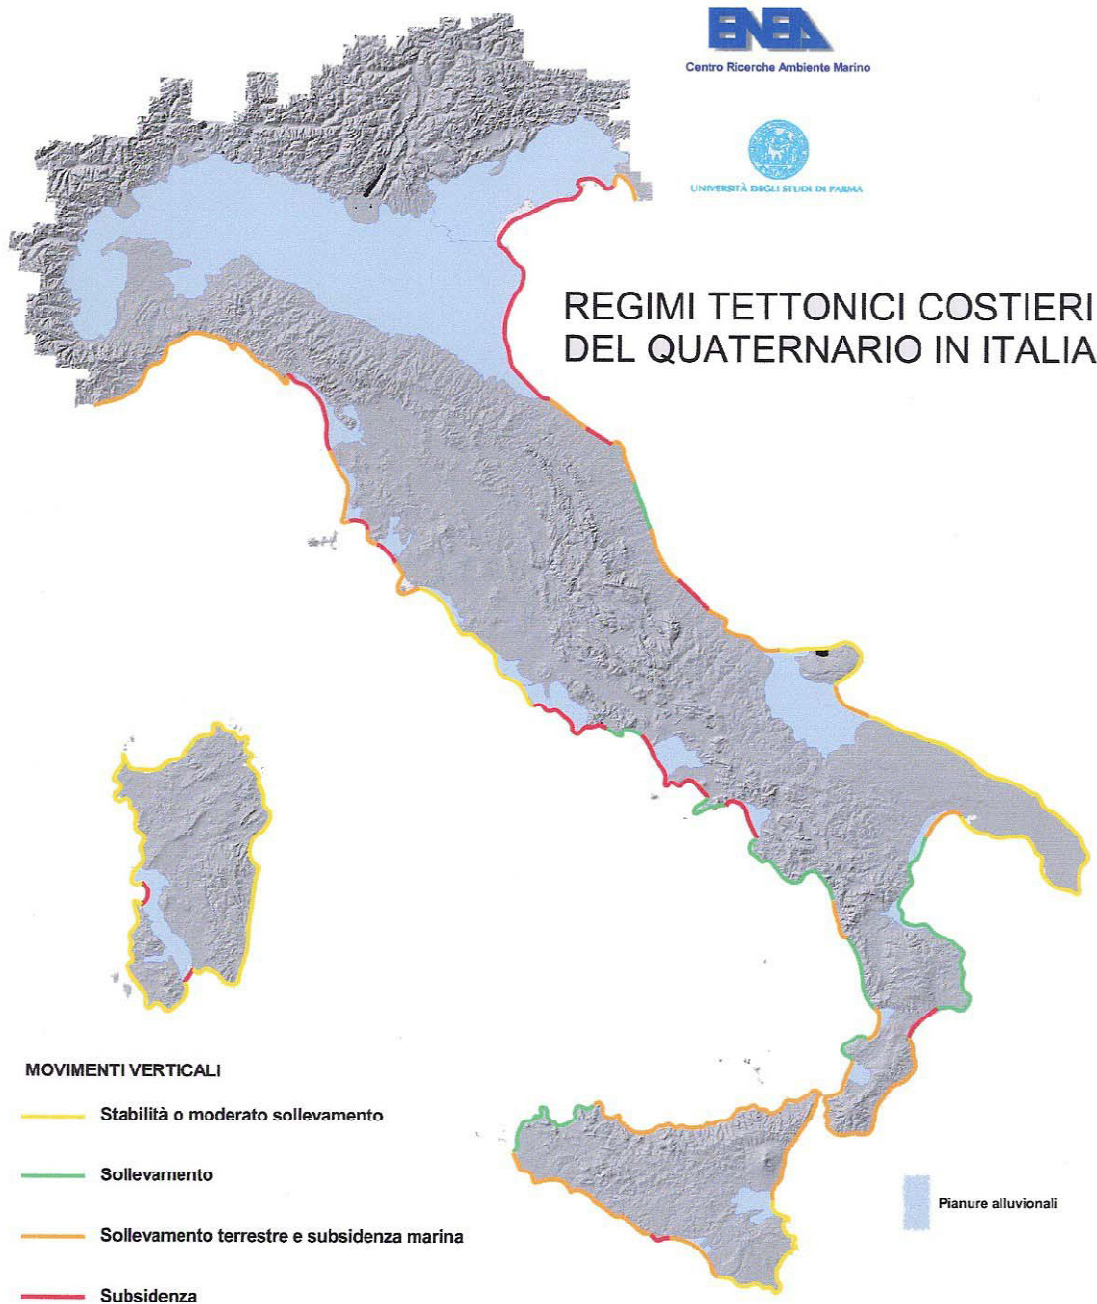 ENEA
Centro Ricerche Ambiente Marino
UNIVERSITÀ DEGLI STUDI DI PARMA
REGIMI TETTONICI COSTIERI
DEL QUATERNARIO IN ITALIA
MOVIMENTI VERTICALI
Stabilità o moderato sollevamento
Sollevamento
Sollevamento terrestre e subsidenza marina
Subsidenza
Pianure alluvionali